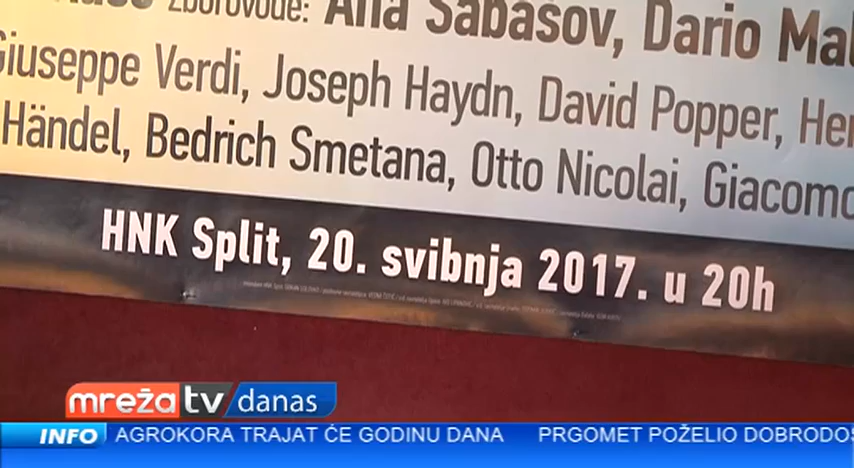 Zborovođe: Ana Šabašov, Dario
Giuseppe Verdi, Joseph Haydn, David Popper,
Händel, Bedrich Smetana, Otto Nicolai, Giacomo
HNK Split, 20. svibnja 2017. u 20h
mreža tv danas
INFO AGROKORA TRAJAT ĆE GODINU DANA PRGOMET POŽELIO